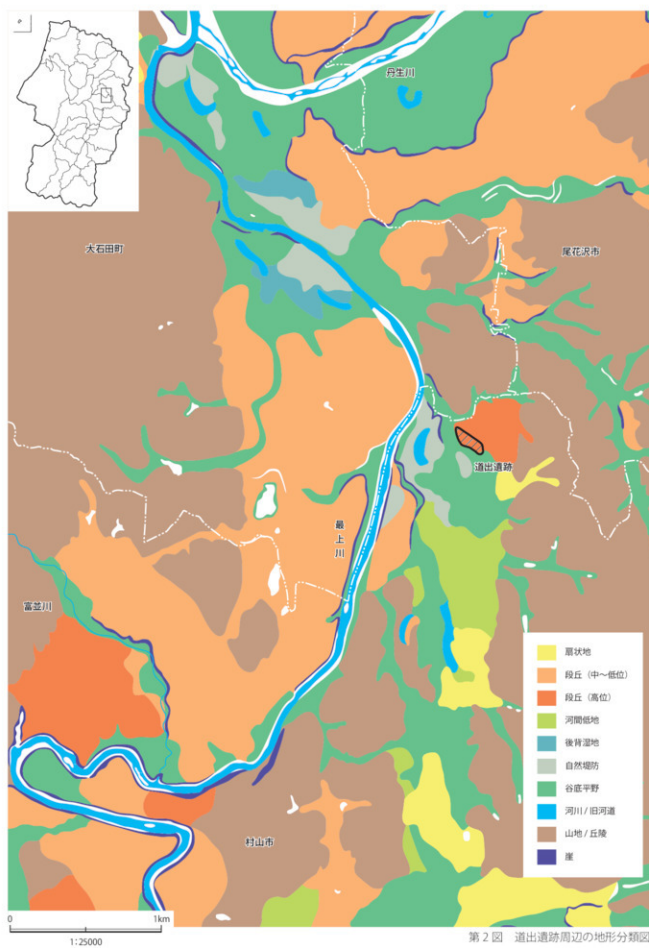 丹生川
大石田町
尾花沢市
道出遺跡
最上川
富並川
村山市
扇状地
段丘（中～低位）
段丘（高位）
河間低地
後背湿地
自然堤防
谷底平野
河川 / 旧河道
山地 / 丘陵
崖
0 1km
1:25000
第２図　道出遺跡周辺の地形分類図